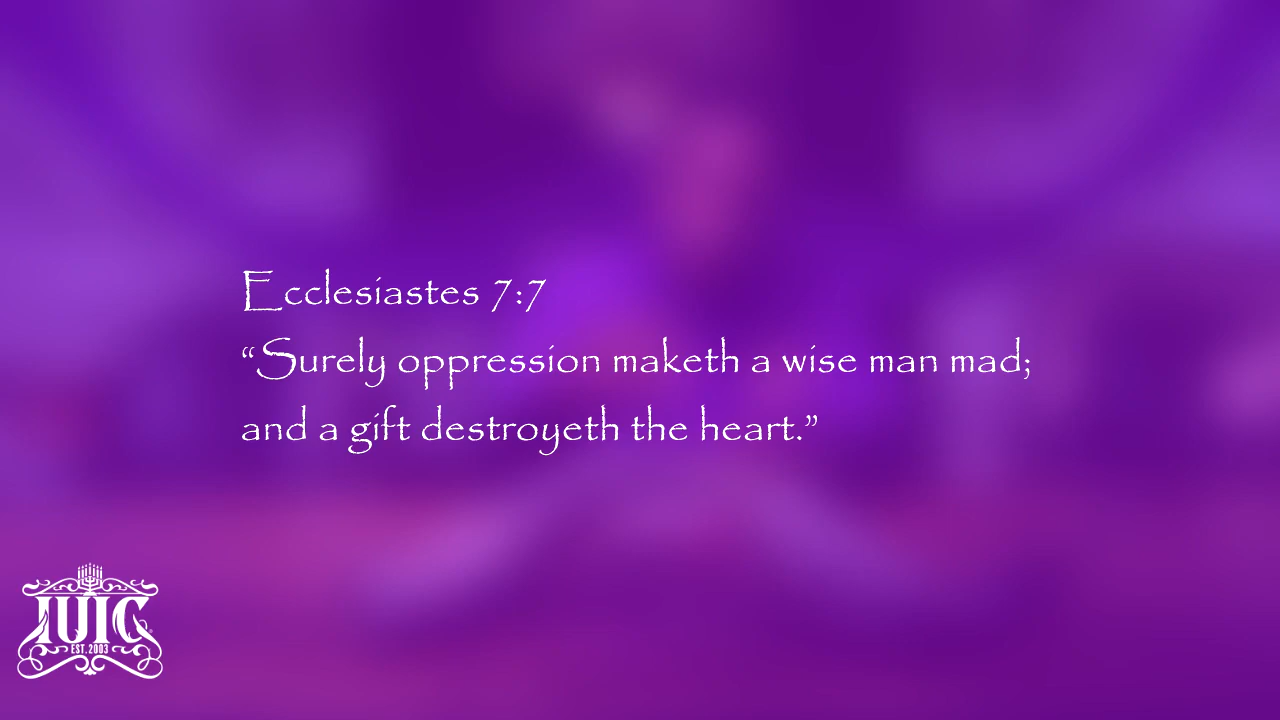 Ecclesiastes 7:7
“Surely oppression maketh a wise man mad;
and a gift destroyeth the heart.”
IUIC
EST. 2003